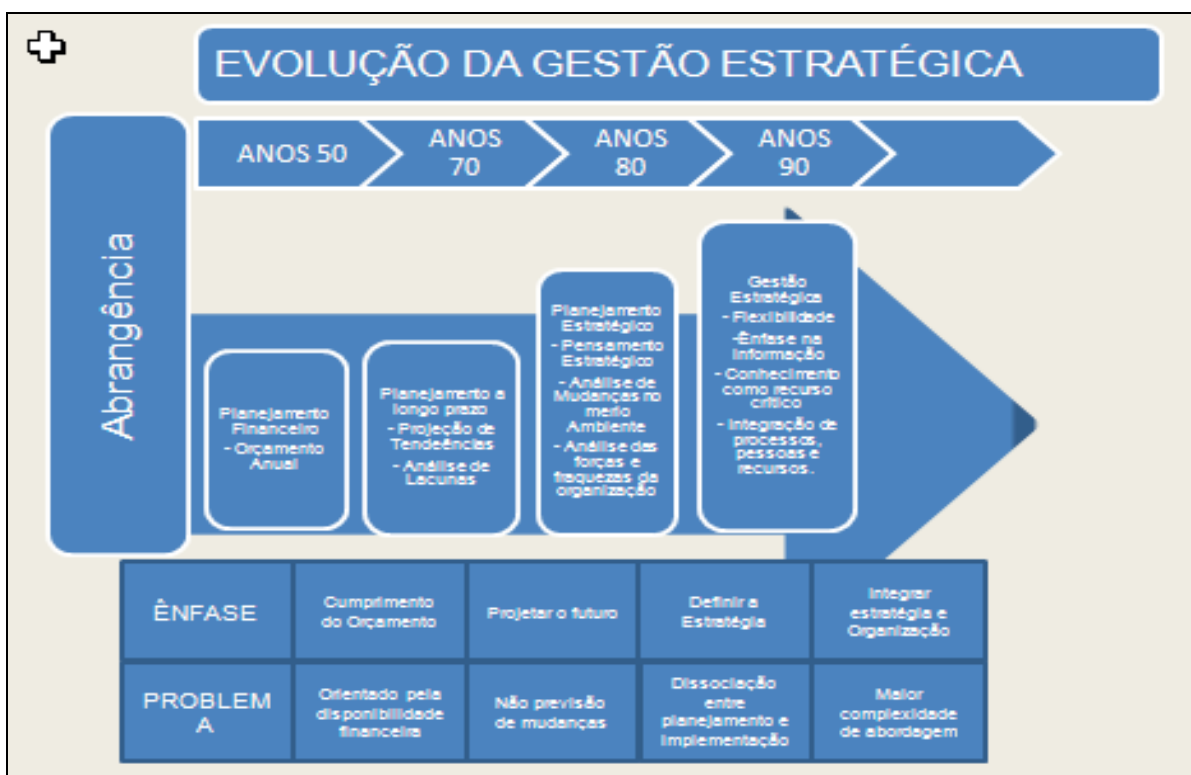 EVOLUÇÃO DA GESTÃO ESTRATÉGICA
ANOS 50
ANOS
70
ANOS
80
ANOS
90
Abrangência
Planejamento
Financeiro
- Orçamento
Anual
Planejamento a
longo prazo
- Projeção de
Tendeências
- Análise de
Lacunas
Planejamento
Estratégico
- Pensamento
Estratégico
- Análise de
Mudanças no
merio
Ambiente
- Análise das
forças e
fraquezas da
organização
Gestão
Estratégica
- Flexibilidade
-Ênfase na
informação
- Conhecimento
como recurso
crítico
- Integração de
processos,
pessoas e
recursos.
ÊNFASE
Cumprimento
do Orçamento
Projetar o futuro
Definir a
Estratégia
Integrar
estratégia e
Organização
PROBLEM
A
Orientado pela
disponibilidade
financeira
Não previsão
de mudanças
Dissociação
entre
planejamento e
implementação
Maior
complexidade
de abordagem